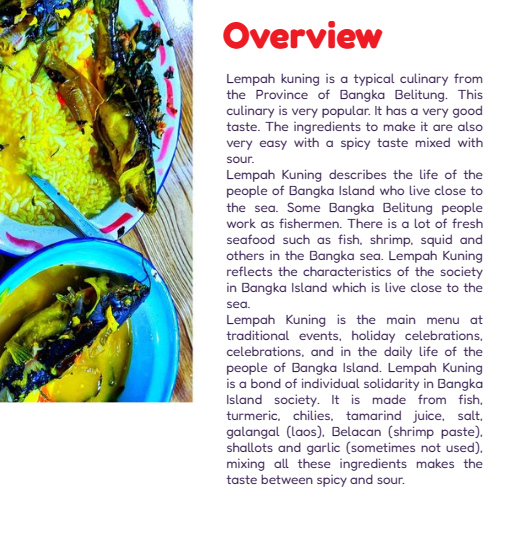 Overview
Lempah kuning is a typical culinary from
the Province of Bangka Belitung. This
culinary is very popular. It has a very good
taste. The ingredients to make it are also
very easy with a spicy taste mixed with
sour.
Lempah Kuning describes the life of the
people of Bangka Island who live close to
the sea. Some Bangka Belitung people
work as fishermen. There is a lot of fresh
seafood such as fish, shrimp, squid and
others in the Bangka sea. Lempah Kuning
reflects the characteristics of the society
in Bangka Island which is live close to the
sea.
Lempah Kuning is the main menu at
traditional events, holiday celebrations,
celebrations, and in the daily life of the
people of Bangka Island. Lempah Kuning
is a bond of individual solidarity in Bangka
Island society. It is made from fish,
turmeric, chilies, tamarind juice, salt,
galangal (laos), Belacan (shrimp paste),
shallots and garlic (sometimes not used),
mixing all these ingredients makes the
taste between spicy and sour.